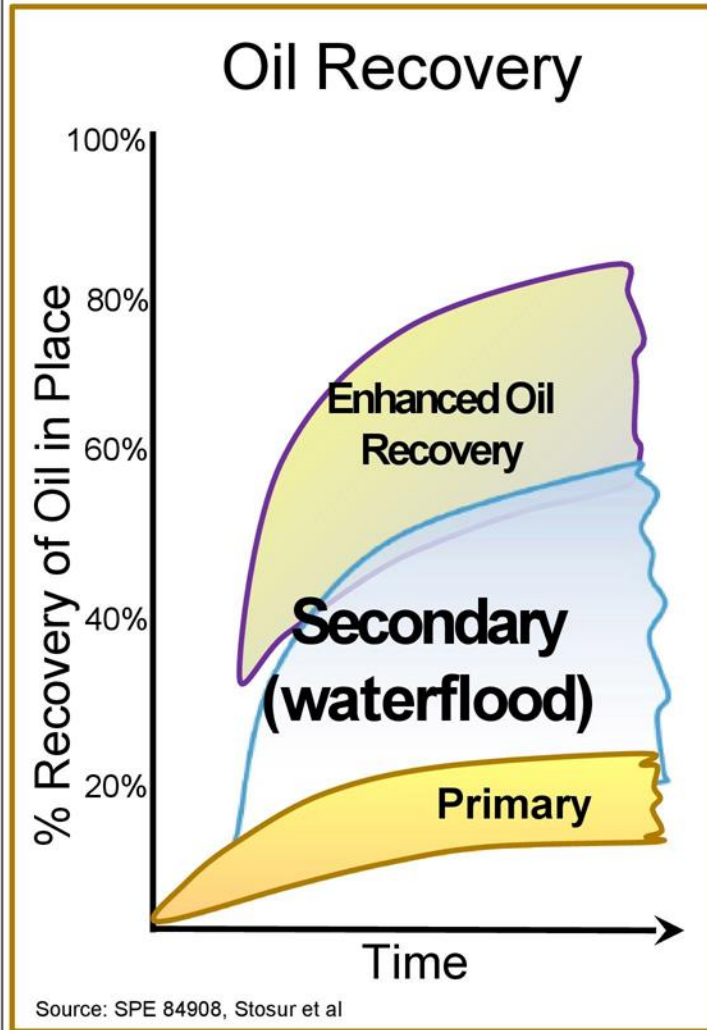 Oil Recovery
100%
80%
60%
40%
20%
% Recovery of Oil in Place
Enhanced Oil
Recovery
Secondary
(waterflood)
Primary
Time
Source: SPE 84908, Stosur et al